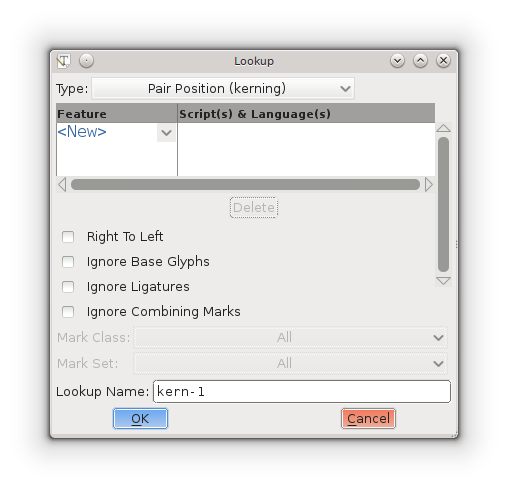 Lookup
Type: Pair Position (kerning)
Feature Script(s) & Language(s)
<New>
Delete
Right To Left
Ignore Base Glyphs
Ignore Ligatures
Ignore Combining Marks
Mark Class: All
Mark Set: All
Lookup Name: kern-1
OK Cancel